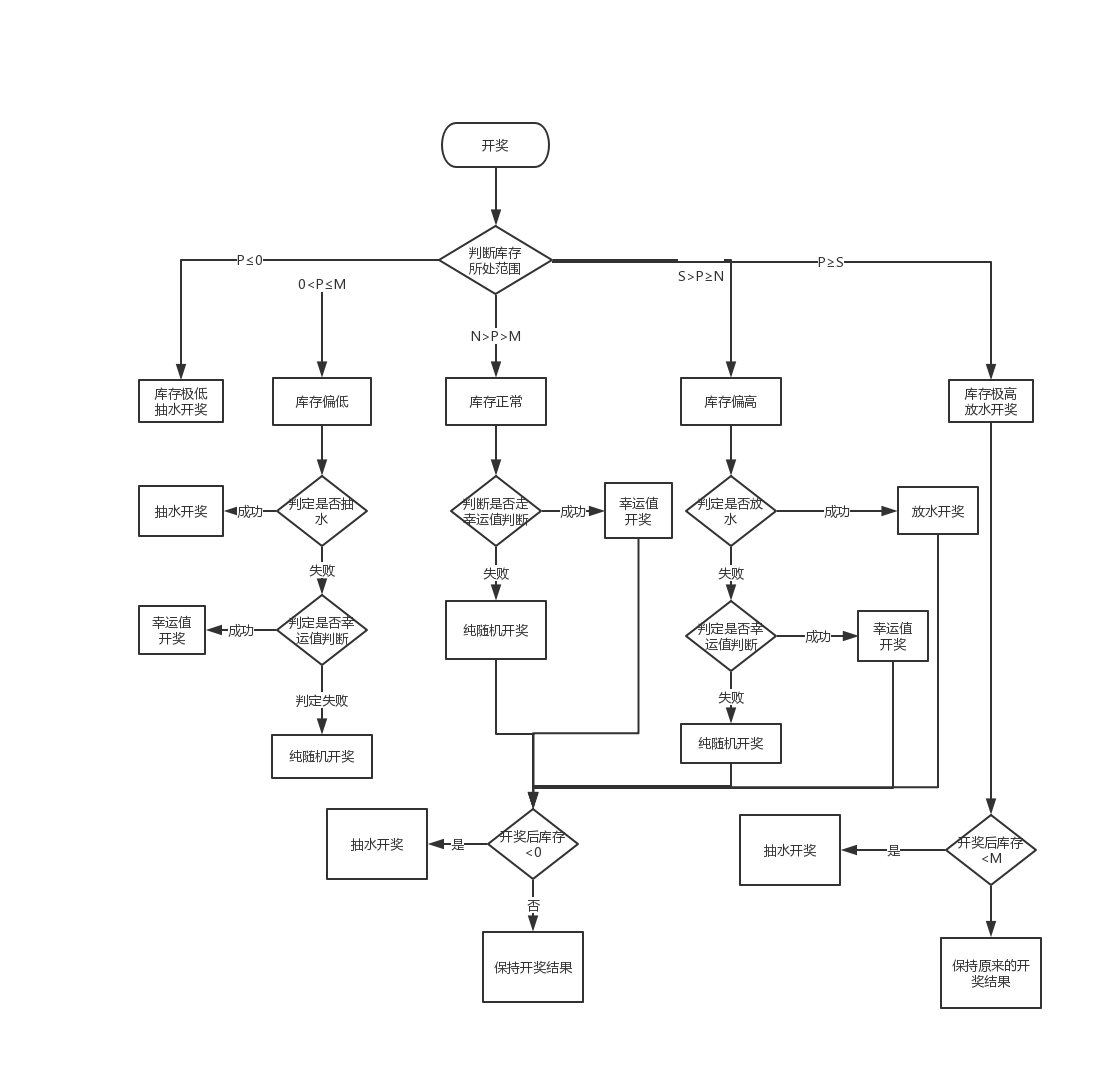 开奖
判断库存
所处范围
P≤0
P≥S
S>P≥N
0<P≤M
N>P>M
库存极低
抽水开奖
库存偏低
库存正常
库存偏高
库存极高
放水开奖
抽水开奖
成功
判定是否抽
水
判断是否走
幸运值判断
成功
幸运值
开奖
判定是否放
水
成功
放水开奖
失败
失败
失败
幸运值
开奖
成功
判定是否幸
运值判断
纯随机开奖
判定是否幸
运值判断
成功
幸运值
开奖
判定失败
失败
纯随机开奖
纯随机开奖
抽水开奖
是
开奖后库存
<0
抽水开奖
是
开奖后库存
<M
否
保持开奖结果
保持原来的开
奖结果